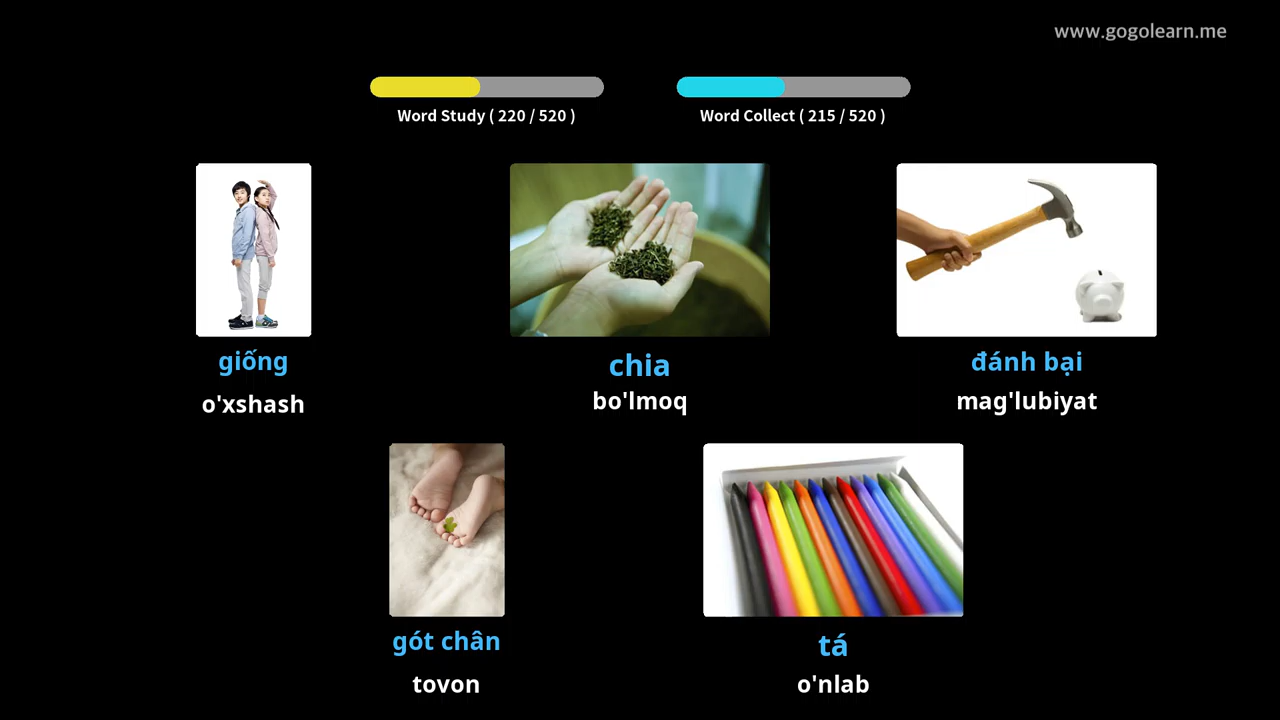 www.gogolearn.me
Word Study ( 220 / 520 )
Word Collect ( 215 / 520 )
giống
o'xshash
chia
bo'lmoq
đánh bại
mag'lubiyat
gót chân
tovon
tá
o'nlab